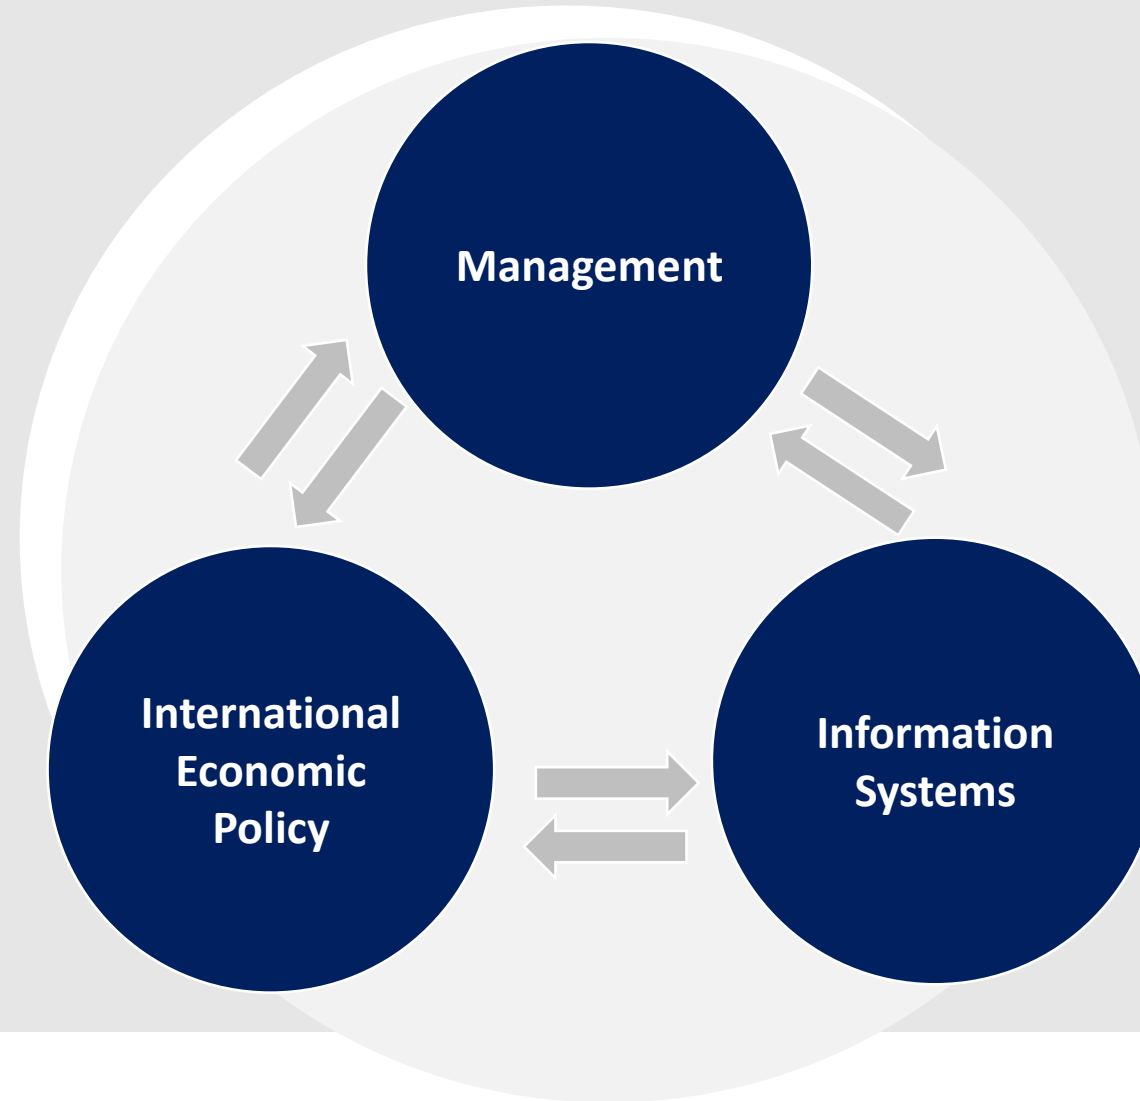 Management
International
Economic
Policy
Information
Systems